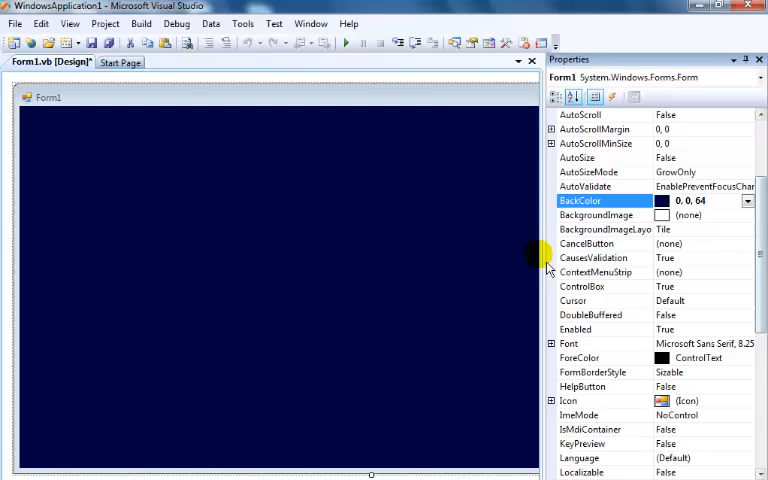 WindowsApplication1 - Microsoft Visual Studio
File Edit View Project Build Debug Data Tools Test Window Help
Form1.vb [Design]* Start Page
Form1
Properties
Form1 System.Windows.Forms.Form
AutoScroll False
AutoScrollMargin 0, 0
AutoScrollMinSize 0, 0
AutoSize False
AutoSizeMode GrowOnly
AutoValidate EnablePreventFocusChan
BackColor 0, 0, 64
BackgroundImage (none)
BackgroundImageLayo Tile
CancelButton (none)
CausesValidation True
ContextMenuStrip (none)
ControlBox True
Cursor Default
DoubleBuffered False
Enabled True
Font Microsoft Sans Serif, 8.25
ForeColor ControlText
FormBorderStyle Sizable
HelpButton False
Icon (Icon)
ImeMode NoControl
IsMdiContainer False
KeyPreview False
Language (Default)
Localizable False